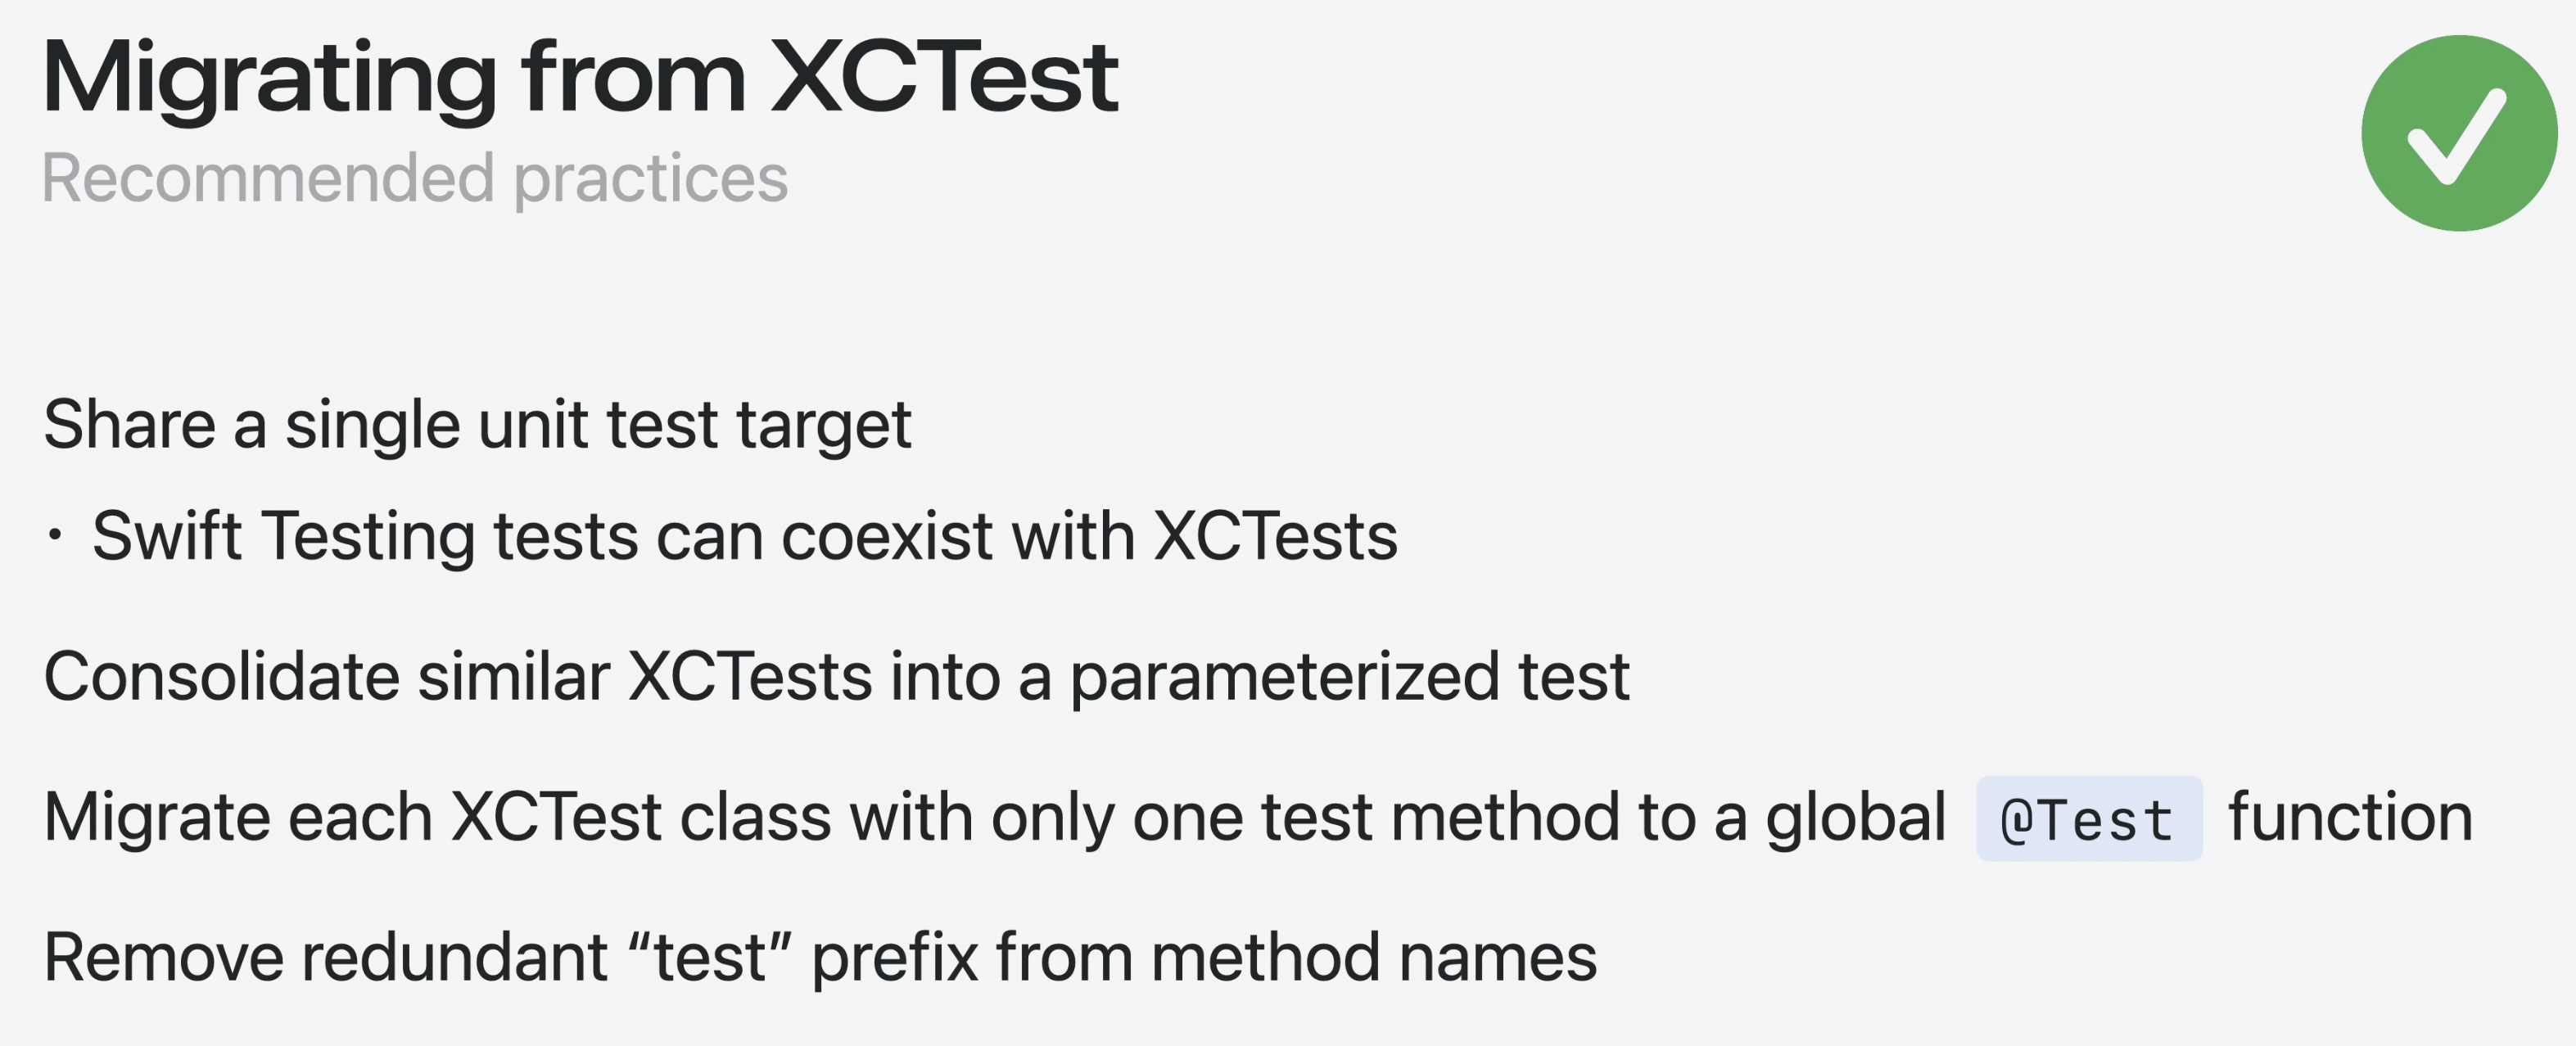 Migrating from XCTest
Recommended practices
Share a single unit test target
• Swift Testing tests can coexist with XCTests
Consolidate similar XCTests into a parameterized test
Migrate each XCTest class with only one test method to a global @Test function
Remove redundant “test” prefix from method names